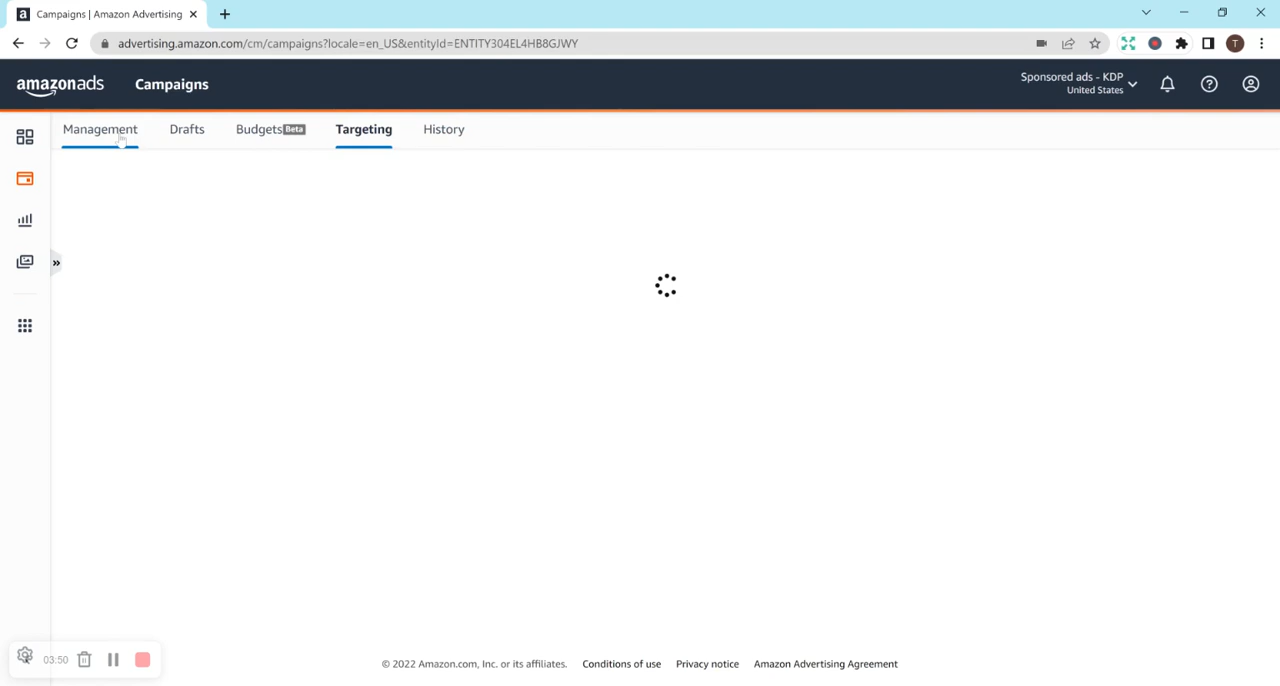 Campaigns | Amazon Advertising
advertising.amazon.com/cm/campaigns?locale=en_US&entityId=ENTITY304EL4HB8GJWY
T
amazonads
Campaigns
Sponsored ads - KDP
United States
Management
Drafts
Budgets Beta
Targeting
History
03:50
© 2022 Amazon.com, Inc. or its affiliates.
Conditions of use
Privacy notice
Amazon Advertising Agreement